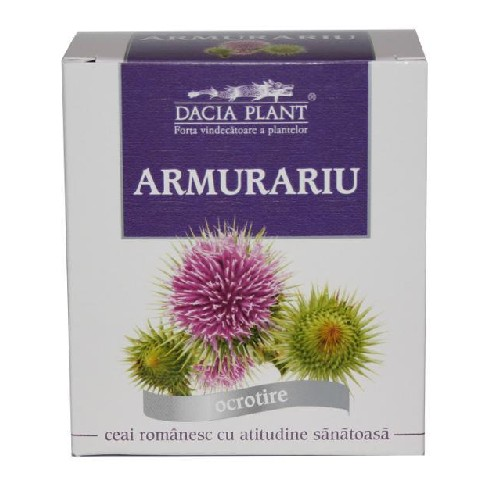 ARMURARIU
DACIA PLANT®
Forța vindecătoare a plantelor
ARMURARIU
ocrotire
ceai românesc cu atitudine sănătoasă